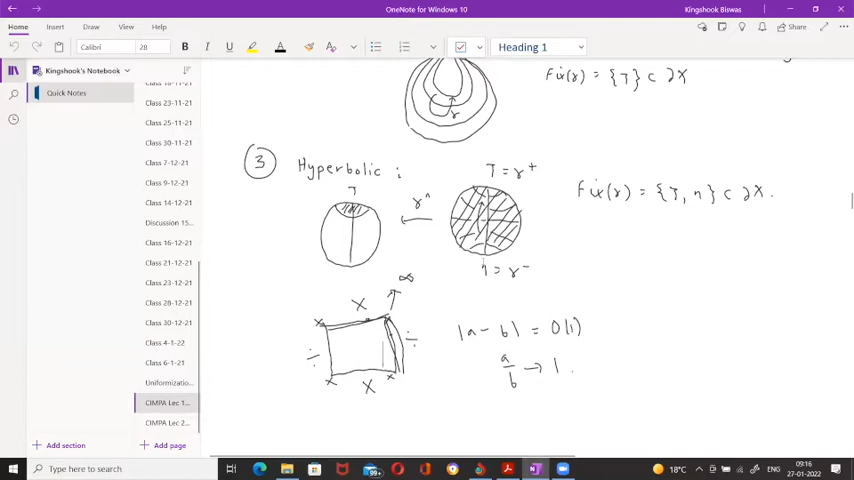 OneNote for Windows 10
Kingshook Biswas
Home Insert Draw View Help
Share
Calibri 28 B I U A Heading 1
Kingshook's Notebook
Quick Notes
Class 23-11-21
Class 25-11-21
Class 30-11-21
Class 7-12-21
Class 9-12-21
Class 14-12-21
Discussion 15...
Class 16-12-21
Class 21-12-21
Class 23-12-21
Class 28-12-21
Class 30-12-21
Class 4-1-22
Class 6-1-21
Uniformizatio...
CIMPA Lec 1...
CIMPA Lec 2...
Add section Add page
Fix(γ) = {ξ} ⊂ ∂X
γ
③ Hyperbolic :
ξ
γⁿ
ξ = γ⁺
η = γ⁻
Fix(γ) = {ξ, η} ⊂ ∂X.
∞
X
÷ ÷
X
|a - b| = O(1)
a/b → 1.
Type here to search
99+
18°C
ENG
09:16
27-01-2022